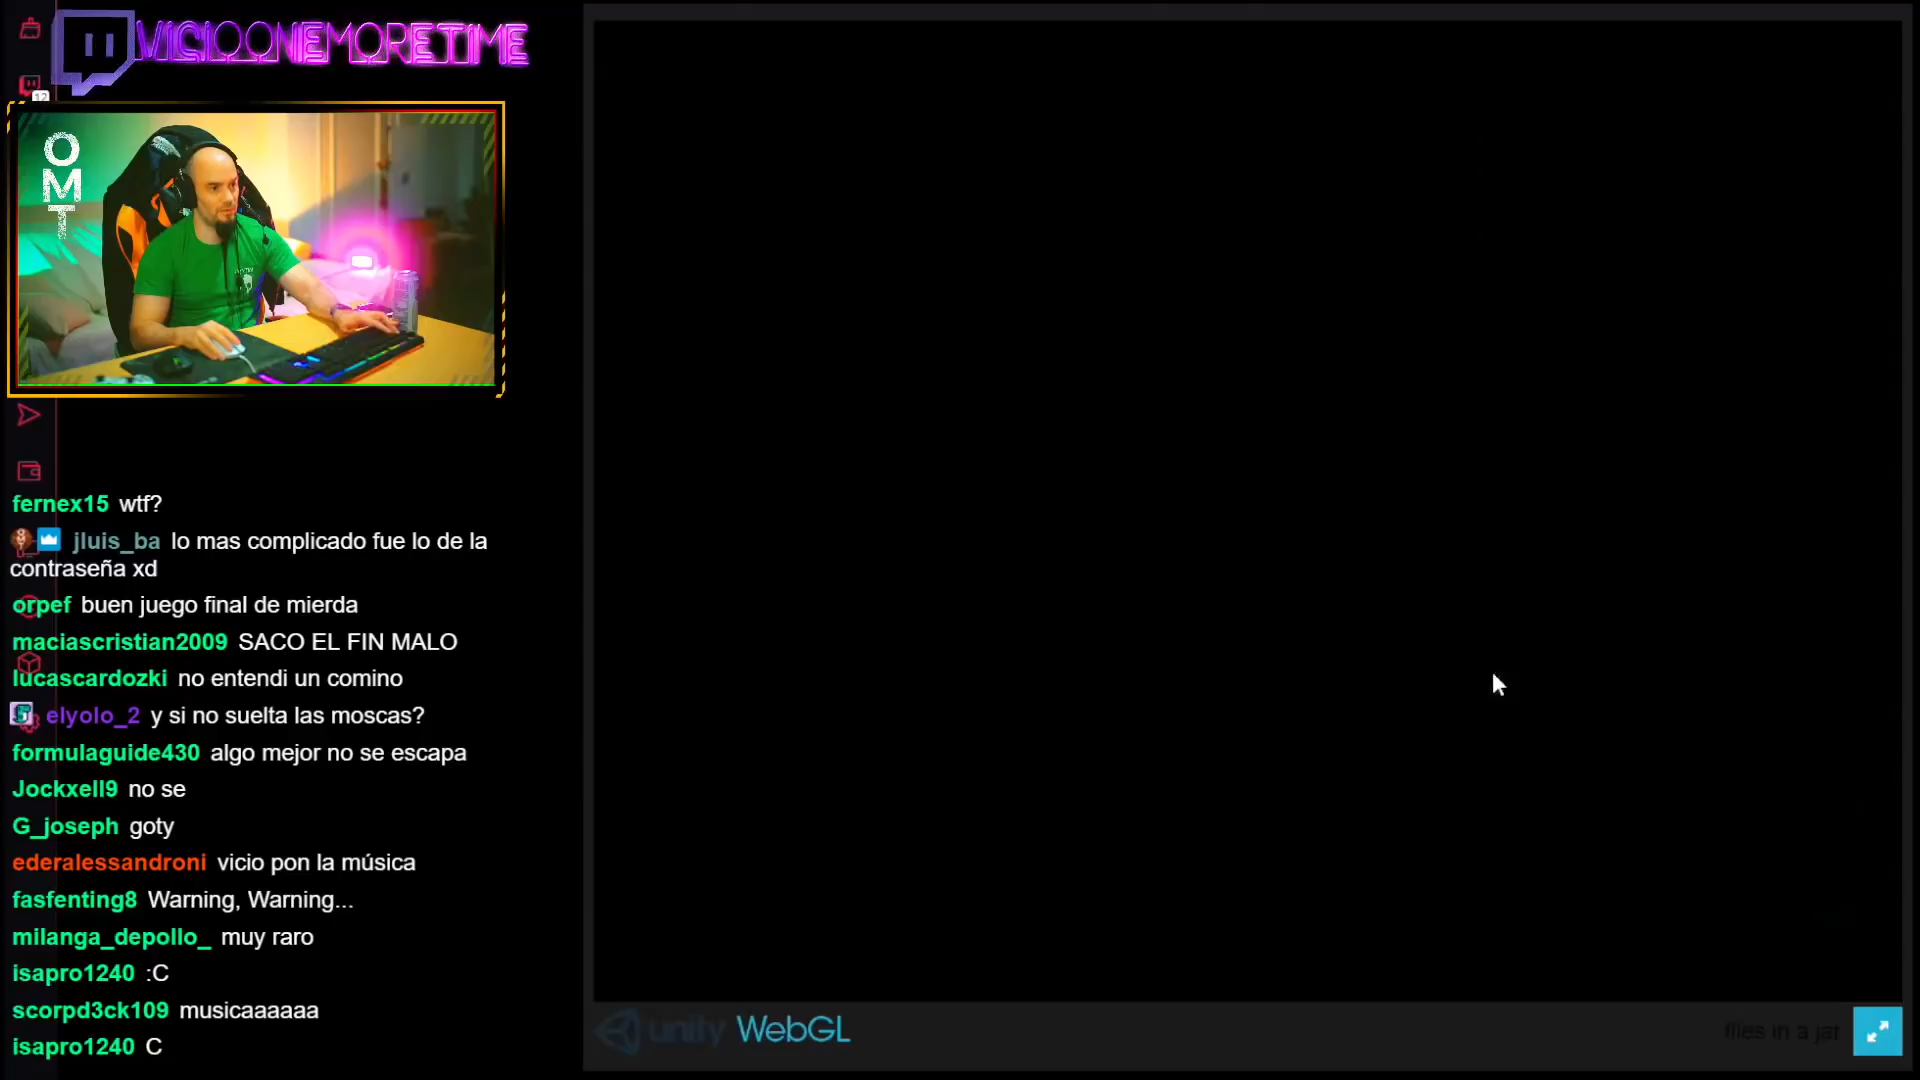 VICIOONEMORETIME
12
OMT
fernex15 wtf?
jluis_ba lo mas complicado fue lo de la
contraseña xd
orpef buen juego final de mierda
maciascristian2009 SACO EL FIN MALO
lucascardozki no entendi un comino
elyolo_2 y si no suelta las moscas?
formulaguide430 algo mejor no se escapa
Jockxell9 no se
G_joseph goty
ederalessandroni vicio pon la música
fasfenting8 Warning, Warning...
milanga_depollo_ muy raro
isapro1240 :C
scorpd3ck109 musicaaaaaa
isapro1240 C
unity WebGL
flies in a jar